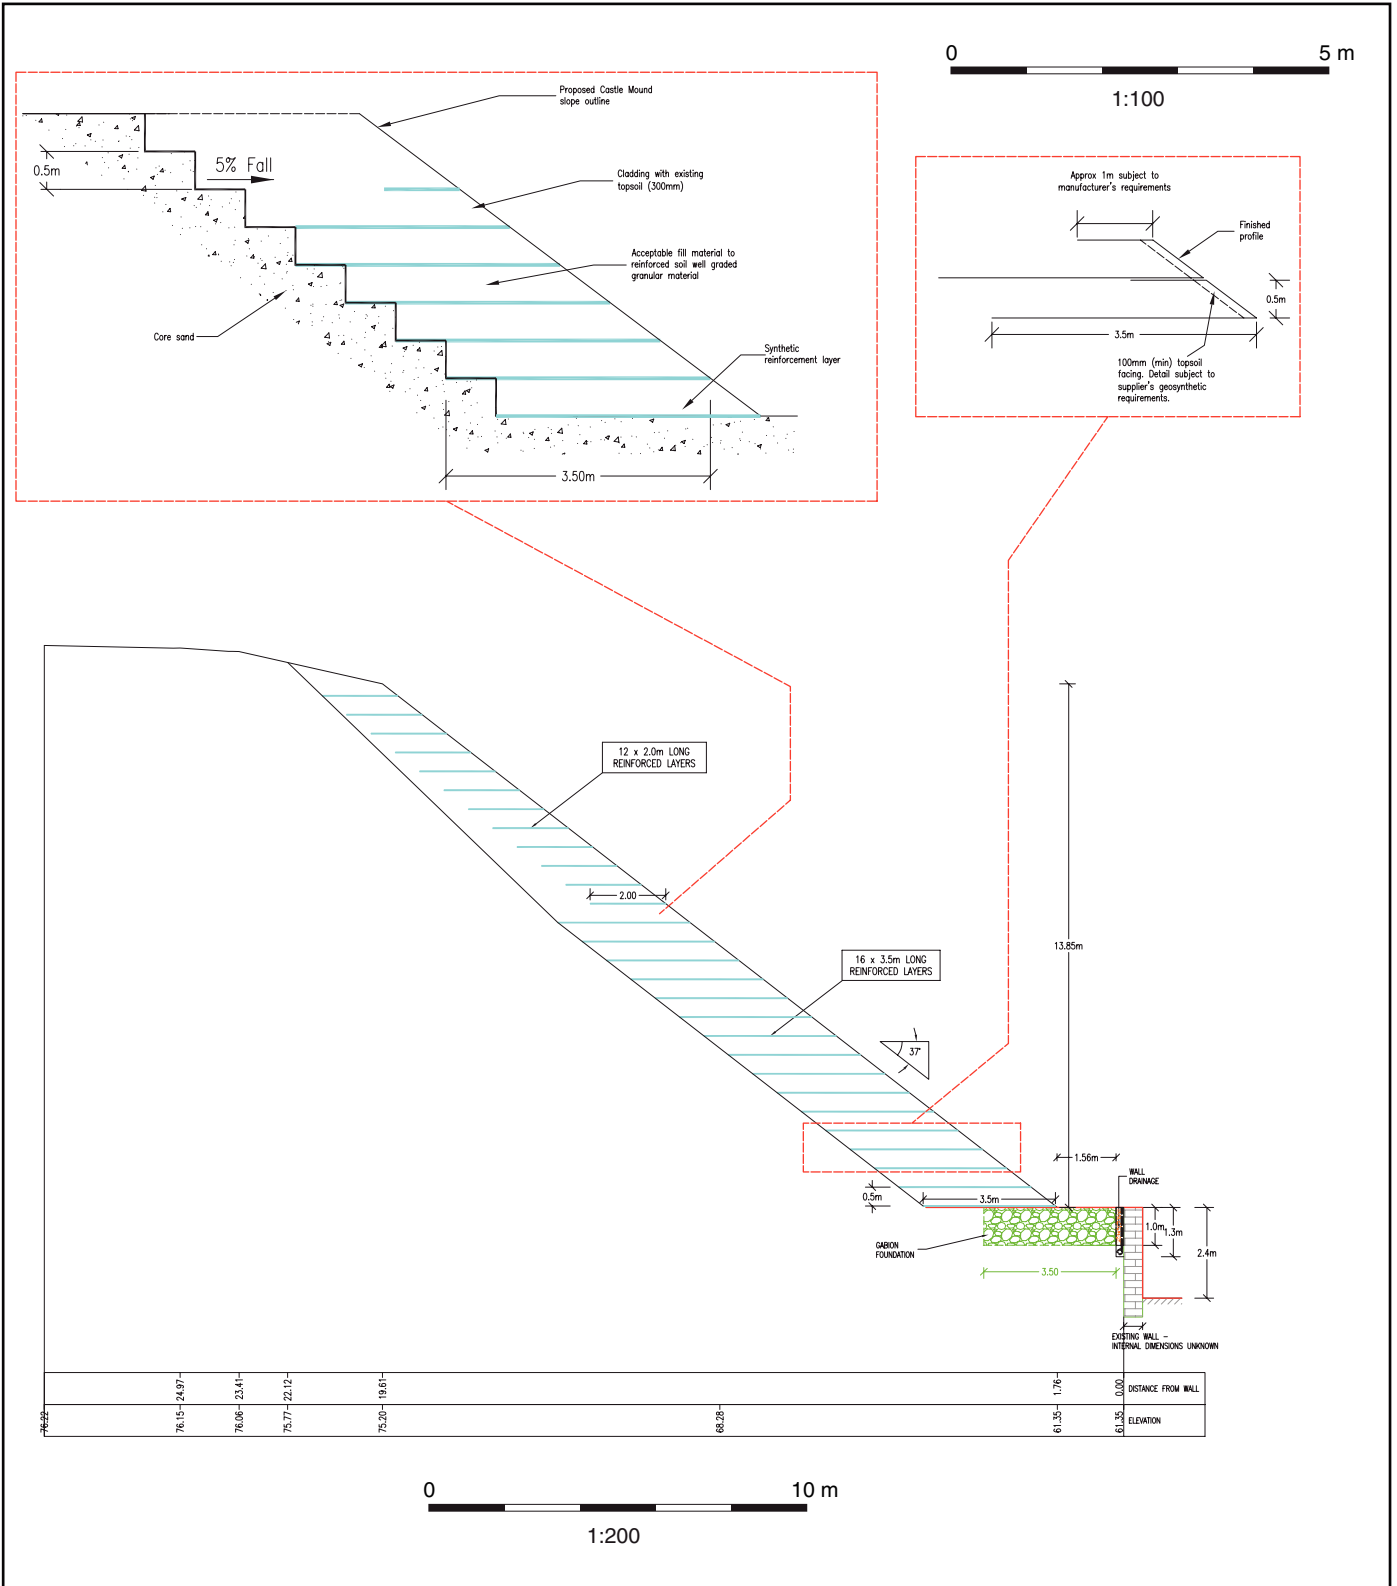 0 5 m
1:100
Proposed Castle Mound
slope outline
0.5m
5% Fall
Cladding with existing
topsoil (300mm)
Acceptable fill material to
reinforced soil well graded
granular material
Core sand
Synthetic
reinforcement layer
3.50m
Approx 1m subject to
manufacturer's requirements
Finished
profile
0.5m
3.5m
100mm (min) topsoil
facing. Detail subject to
supplier's geosynthetic
requirements.
12 x 2.0m LONG
REINFORCED LAYERS
2.00
13.85m
16 x 3.5m LONG
REINFORCED LAYERS
37°
1.56m
WALL
DRAINAGE
0.5m
3.5m
1.0m
1.3m
2.4m
GABION
FOUNDATION
3.50
EXISTING WALL –
INTERNAL DIMENSIONS UNKNOWN
24.97 23.41 22.12 19.61 1.76 0.00 DISTANCE FROM WALL
76.22 76.15 76.06 75.77 75.20 68.28 61.35 61.35 ELEVATION
0 10 m
1:200